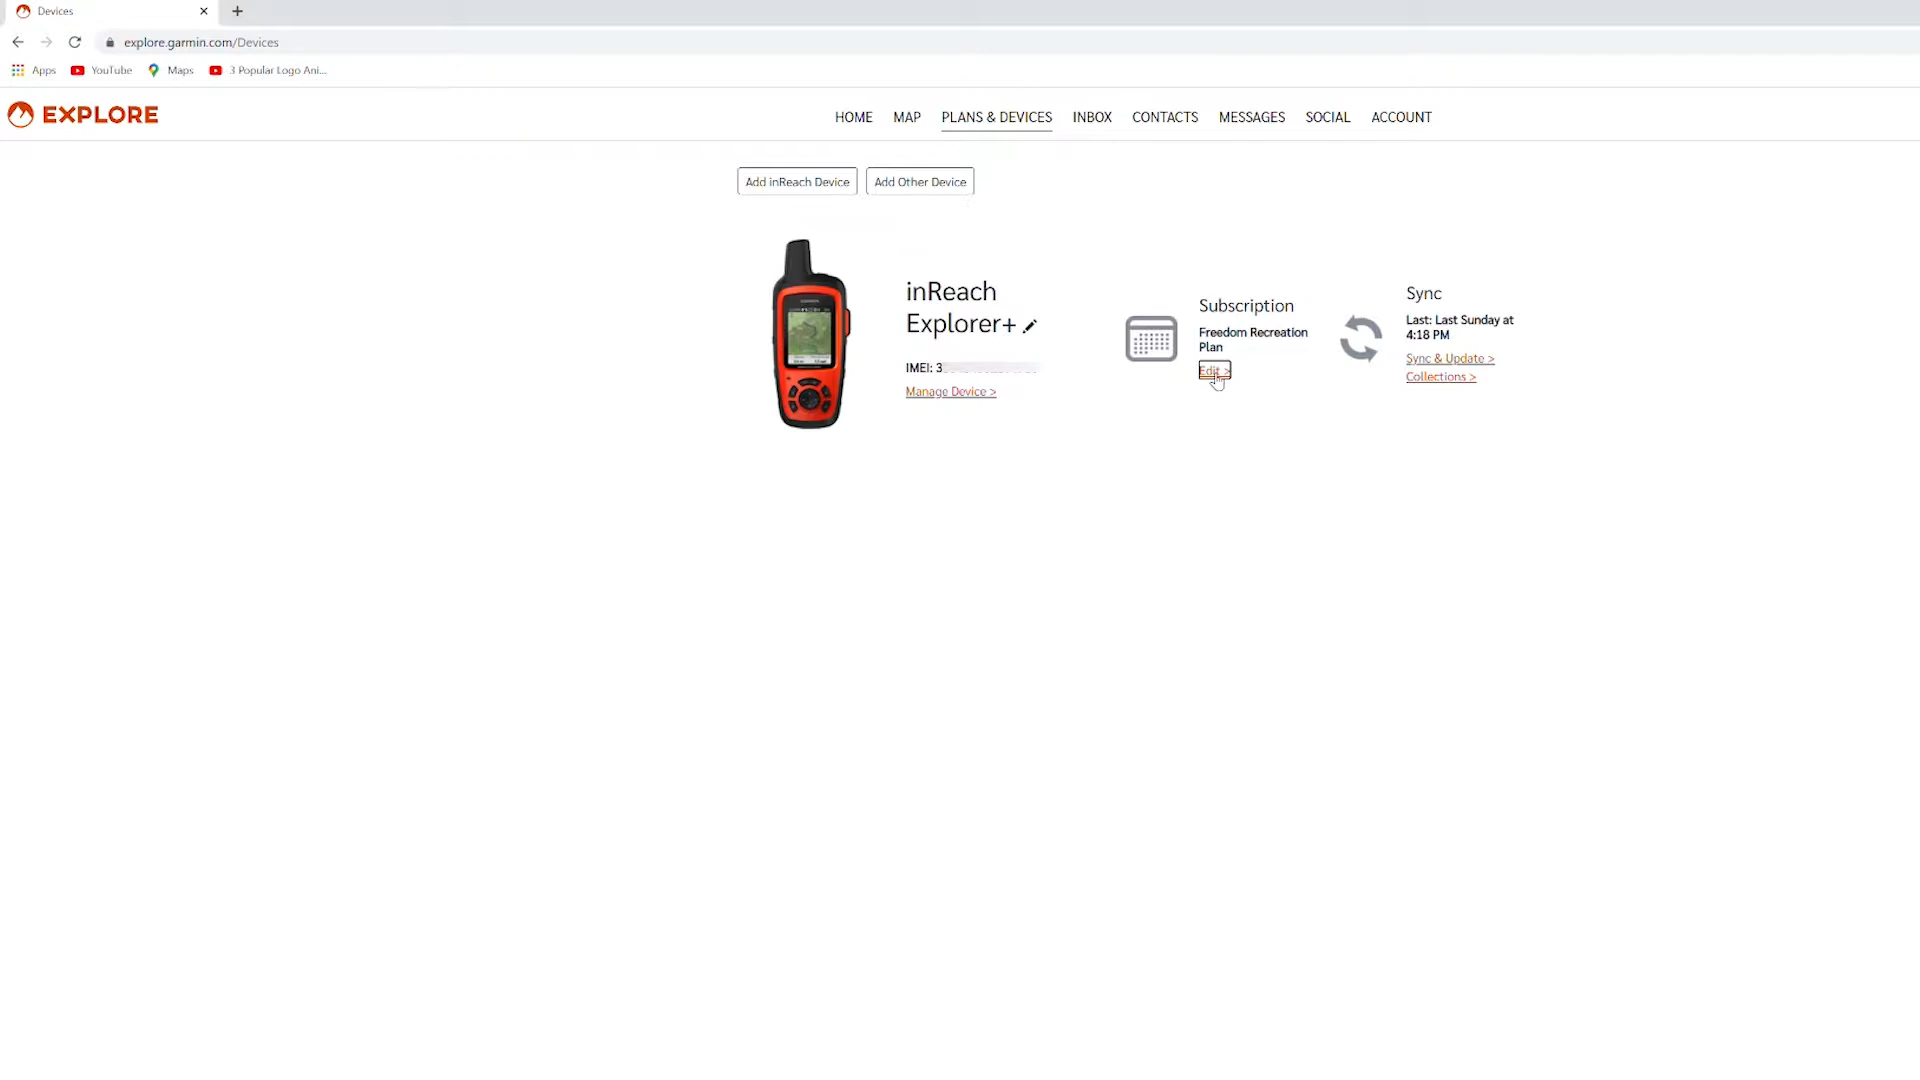 Devices
explore.garmin.com/Devices
Apps
YouTube
Maps
3 Popular Logo Ani...
EXPLORE
HOME
MAP
PLANS & DEVICES
INBOX
CONTACTS
MESSAGES
SOCIAL
ACCOUNT
Add inReach Device
Add Other Device
inReach
Explorer+
IMEI: 3
Manage Device >
Subscription
Freedom Recreation
Plan
Edit >
Sync
Last: Last Sunday at
4:18 PM
Sync & Update >
Collections >